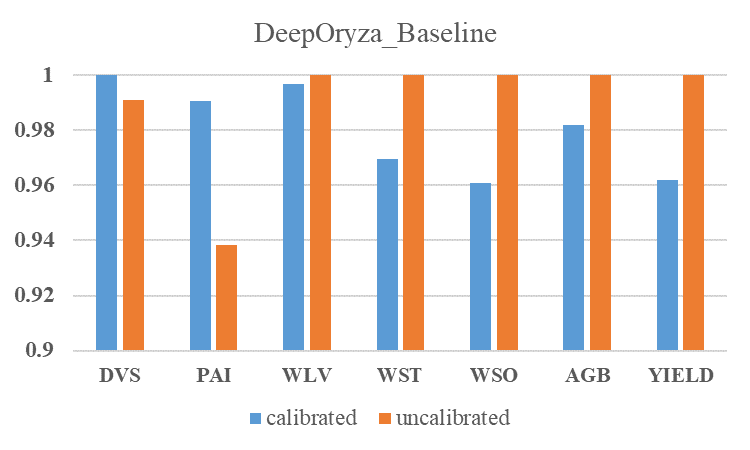 DeepOryza_Baseline
1
0.98
0.96
0.94
0.92
0.9
DVS PAI WLV WST WSO AGB YIELD
calibrated uncalibrated